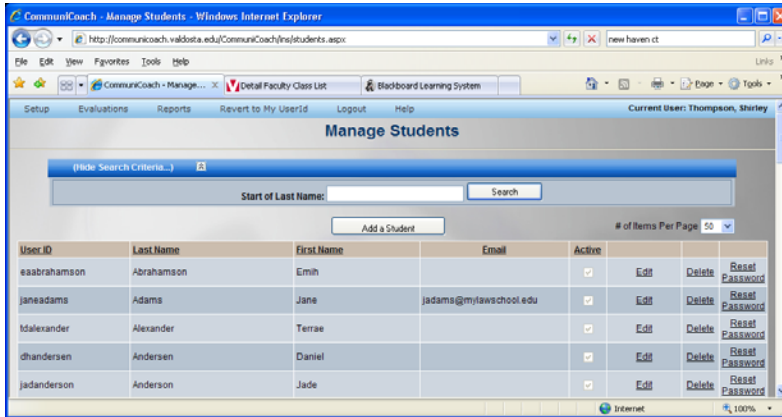 CommuniCoach - Manage Students - Windows Internet Explorer
http://communicoach.valdosta.edu/CommuniCoach/ins/students.aspx new haven ct
File Edit View Favorites Tools Help Links
CommuniCoach - Manage... X Detail Faculty Class List Blackboard Learning System Page Tools
Setup Evaluations Reports Revert to My UserId Logout Help Current User: Thompson, Shirley
Manage Students
(Hide Search Criteria...)
Start of Last Name: Search
Add a Student # of Items Per Page 50
User ID Last Name First Name Email Active
eaabrahamson Abrahamson Emih Edit Delete Reset Password
janeadams Adams Jane jadams@mylawschool.edu Edit Delete Reset Password
tdalexander Alexander Terrae Edit Delete Reset Password
dhandersen Andersen Daniel Edit Delete Reset Password
jadanderson Anderson Jade Edit Delete Reset Password
Internet 100%